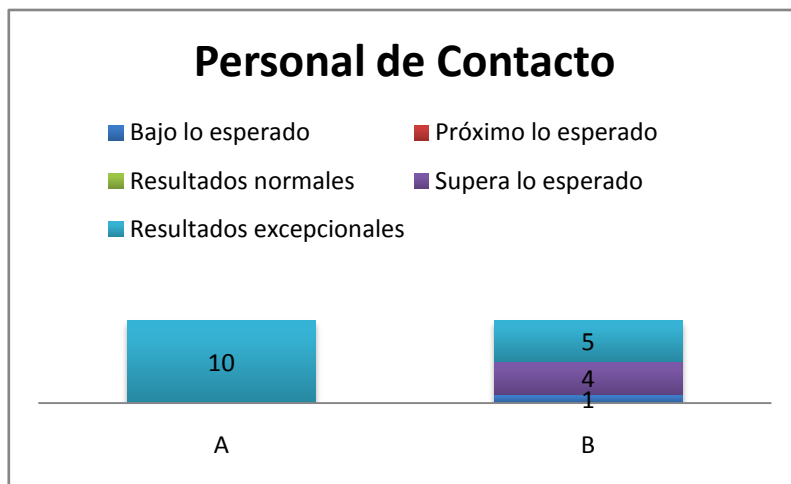 Personal de Contacto
Bajo lo esperado
Próximo lo esperado
Resultados normales
Supera lo esperado
Resultados excepcionales
10
5
4
1
A
B